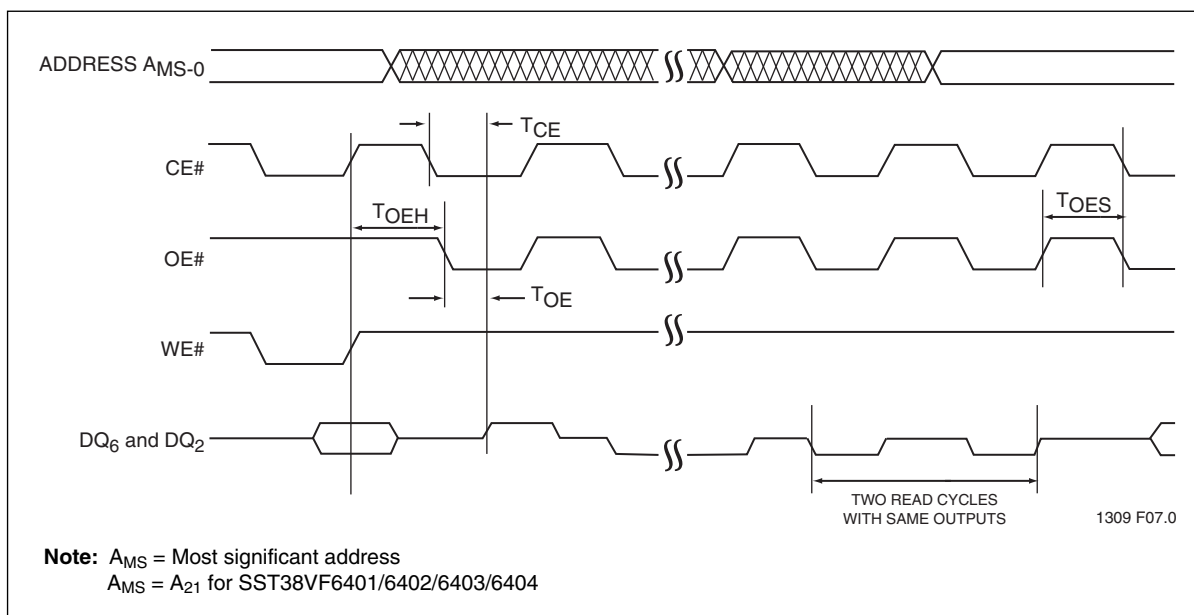 ADDRESS AMS-0
TCE
CE#
TOEH
TOES
OE#
TOE
WE#
DQ6 and DQ2
TWO READ CYCLES
WITH SAME OUTPUTS
1309 F07.0
Note: AMS = Most significant address
AMS = A21 for SST38VF6401/6402/6403/6404